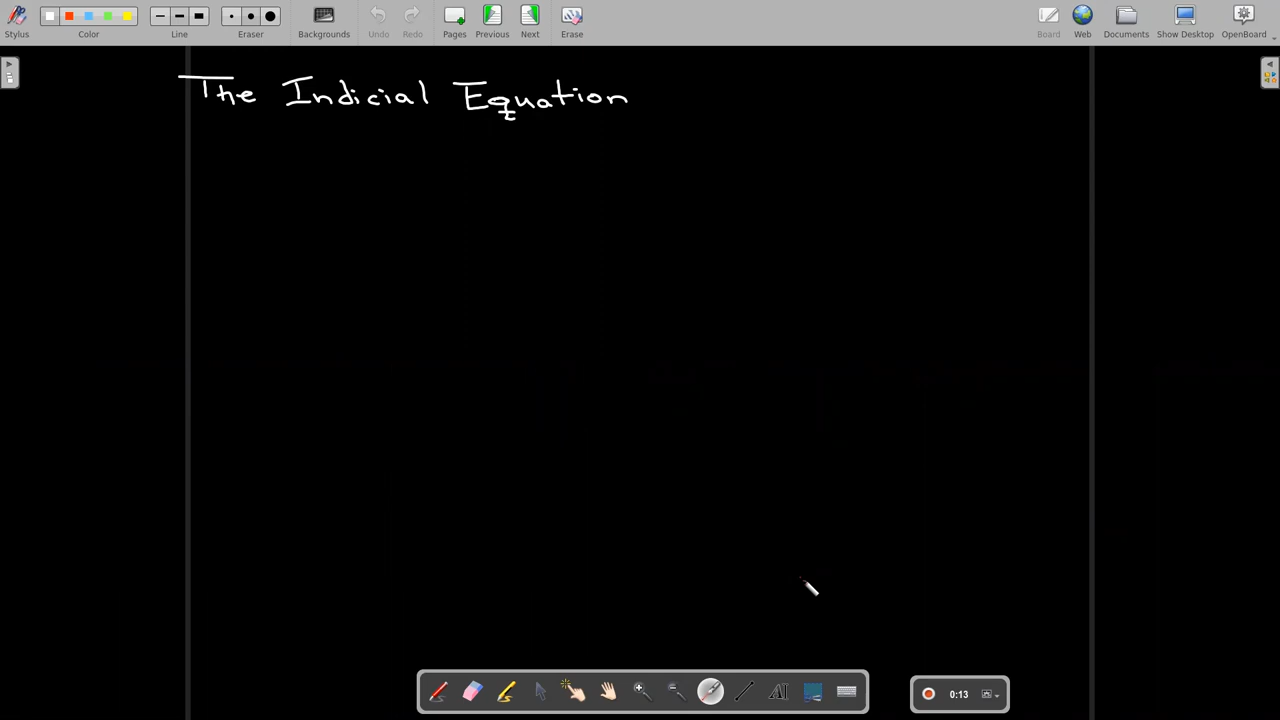 Stylus Color Line Eraser Backgrounds Undo Redo Pages Previous Next Erase Board Web Documents Show Desktop OpenBoard
The Indicial Equation
AI 0:13